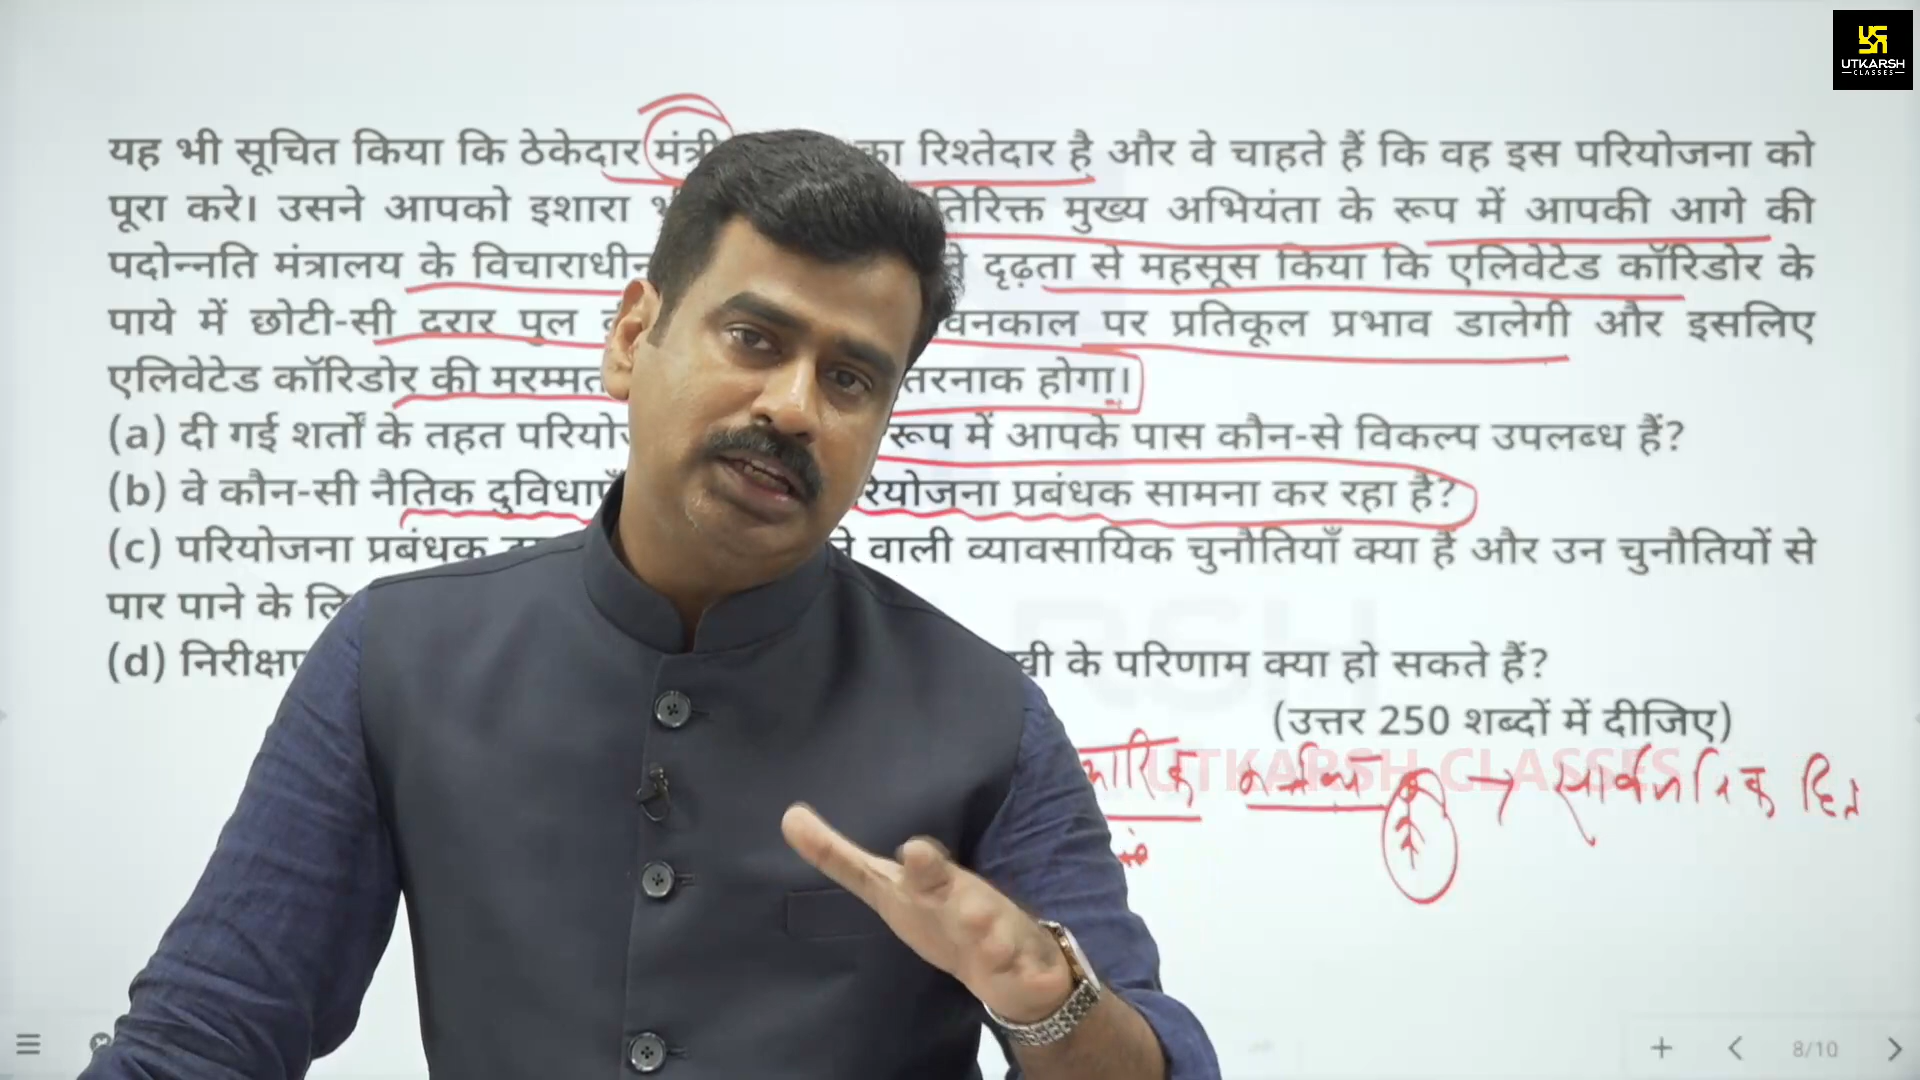 UTKARSH
CLASSES
यह भी सूचित किया कि ठेकेदार मंत्री का रिश्तेदार है और वे चाहते हैं कि वह इस परियोजना को
पूरा करे। उसने आपको इशारा तिरिक्त मुख्य अभियंता के रूप में आपकी आगे की
पदोन्नति मंत्रालय के विचाराधीन दृढ़ता से महसूस किया कि एलिवेटेड कॉरिडोर के
पाये में छोटी-सी दरार पुल वनकाल पर प्रतिकूल प्रभाव डालेगी और इसलिए
एलिवेटेड कॉरिडोर की मरम्मत तरनाक होगा।
(a) दी गई शर्तों के तहत परियोज रूप में आपके पास कौन-से विकल्प उपलब्ध हैं?
(b) वे कौन-सी नैतिक दुविधाएँ रियोजना प्रबंधक सामना कर रहा है?
(c) परियोजना प्रबंधक वाली व्यावसायिक चुनौतियाँ क्या हैं और उन चुनौतियों से
पार पाने के लि
(d) निरीक्षण वी के परिणाम क्या हो सकते हैं?
(उत्तर 250 शब्दों में दीजिए)
UTKARSH CLASSES
→ सार्वजनिक हित
8/10